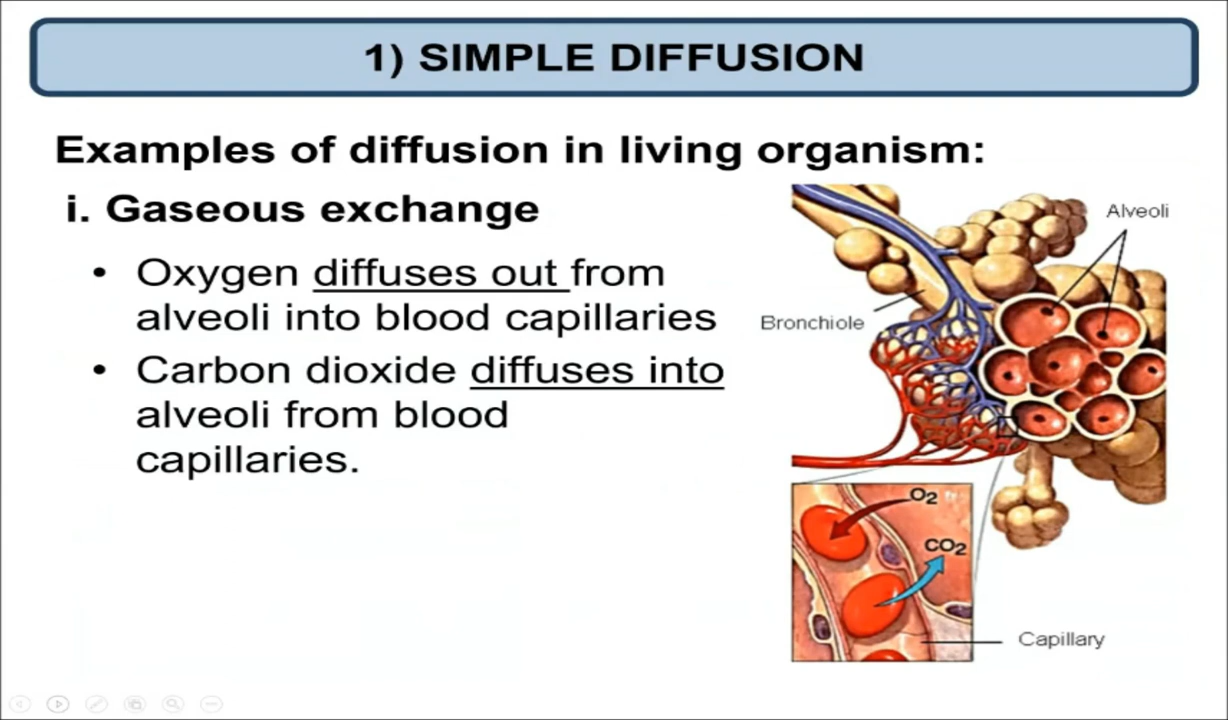 1) SIMPLE DIFFUSION
Examples of diffusion in living organism:
i. Gaseous exchange
• Oxygen diffuses out from
alveoli into blood capillaries
• Carbon dioxide diffuses into
alveoli from blood
capillaries.
Alveoli
Bronchiole
O2
CO2
Capillary